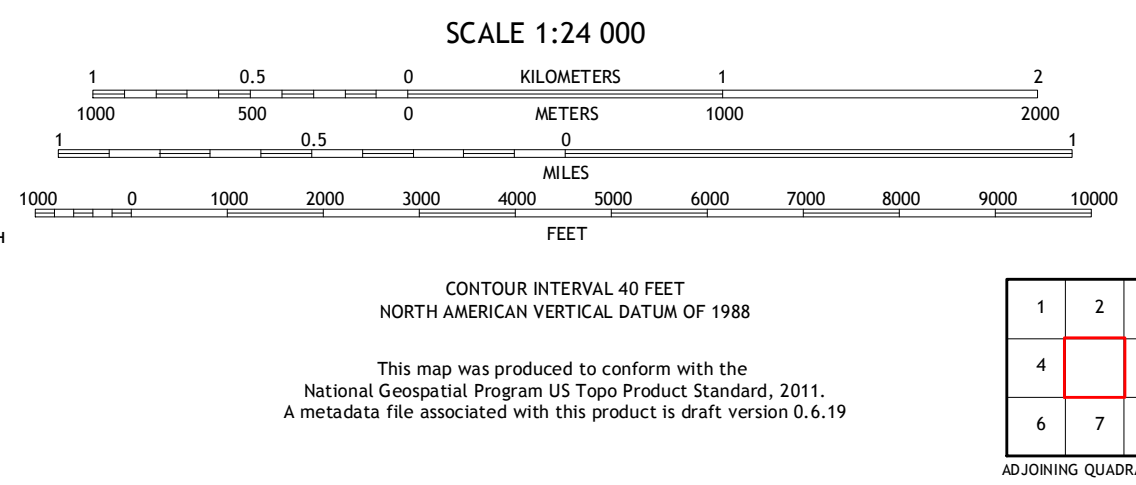 SCALE 1:24 000
1 0.5 0 KILOMETERS 1 2
1000 500 0 METERS 1000 2000
1 0.5 0 1
MILES
1000 0 1000 2000 3000 4000 5000 6000 7000 8000 9000 10000
FEET
CONTOUR INTERVAL 40 FEET
NORTH AMERICAN VERTICAL DATUM OF 1988
This map was produced to conform with the
National Geospatial Program US Topo Product Standard, 2011.
A metadata file associated with this product is draft version 0.6.19
1 2
4
6 7
ADJOINING